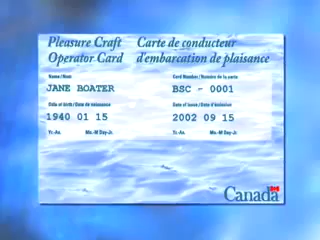 Pleasure Craft Carte de conducteur
Operator Card d'embarcation de plaisance
Name/Nom Card Number/Numéro de la carte
JANE BOATER BSC - 0001
Date of birth/Date de naissance Date of issue/Date d'émission
1940 01 15 2002 09 15
Yr.-An. Mo.-M Day-Jr. Yr.-An. Mo.-M Day-Jr.
Canada